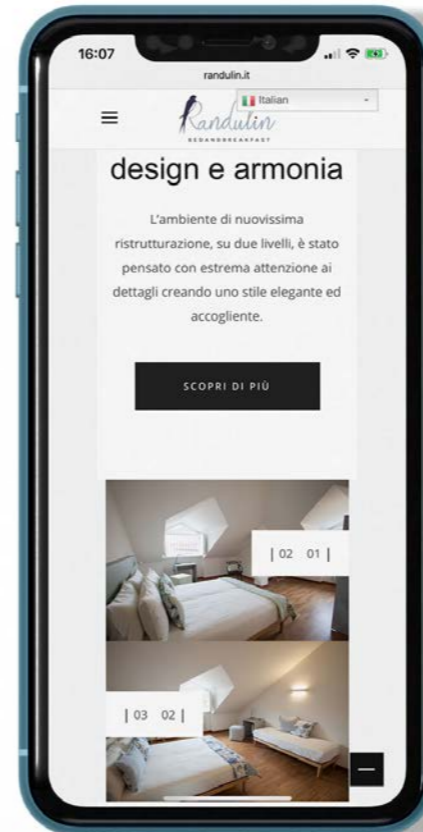 16:07
randulin.it
Italian
Randulin
BEDANDBREAKFAST
design e armonia
L'ambiente di nuovissima
ristrutturazione, su due livelli, è stato
pensato con estrema attenzione ai
dettagli creando uno stile elegante ed
accogliente.
SCOPRI DI PIÙ
| 02 01 |
| 03 02 |